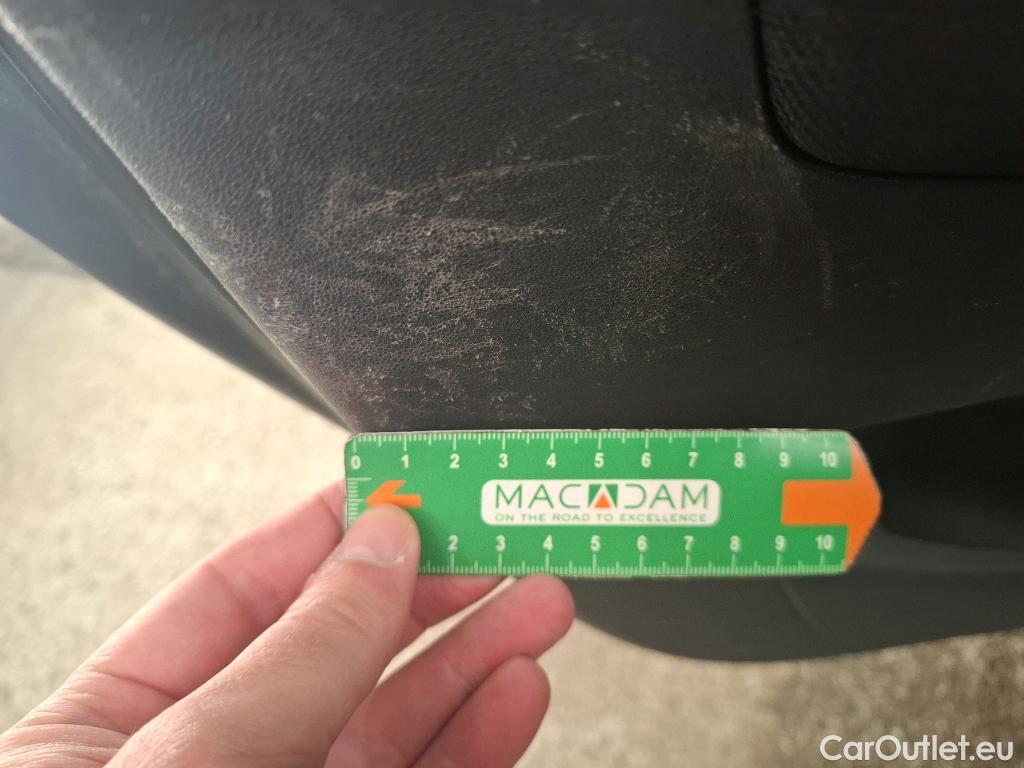 0 1 2 3 4 5 6 7 8 9 10
MACADAM
ON THE ROAD TO EXCELLENCE
2 3 4 5 6 7 8 9 10
CarOutlet.eu